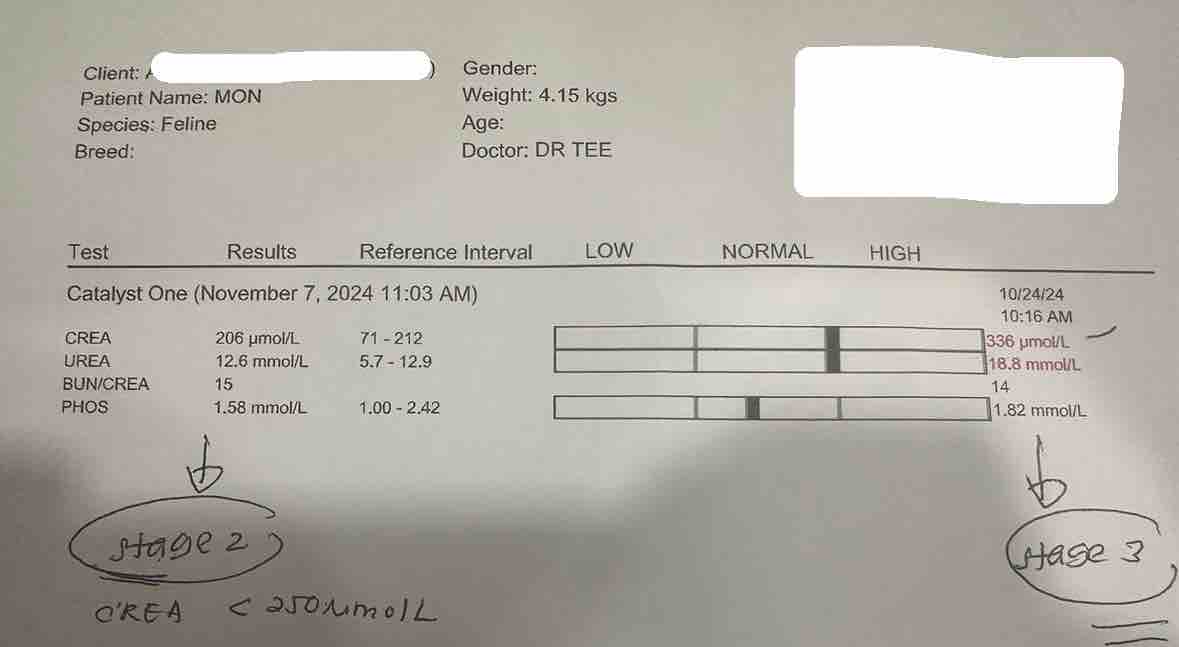 Client: A
Gender:
Patient Name: MON
Weight: 4.15 kgs
Species: Feline
Age:
Breed:
Doctor: DR TEE
Test Results Reference Interval LOW NORMAL HIGH
Catalyst One (November 7, 2024 11:03 AM) 10/24/24
10:16 AM
CREA 206 µmol/L 71 - 212 336 µmol/L
UREA 12.6 mmol/L 5.7 - 12.9 18.8 mmol/L
BUN/CREA 15 14
PHOS 1.58 mmol/L 1.00 - 2.42 1.82 mmol/L
stage 2 stage 3
CREA < 250 µmol/L